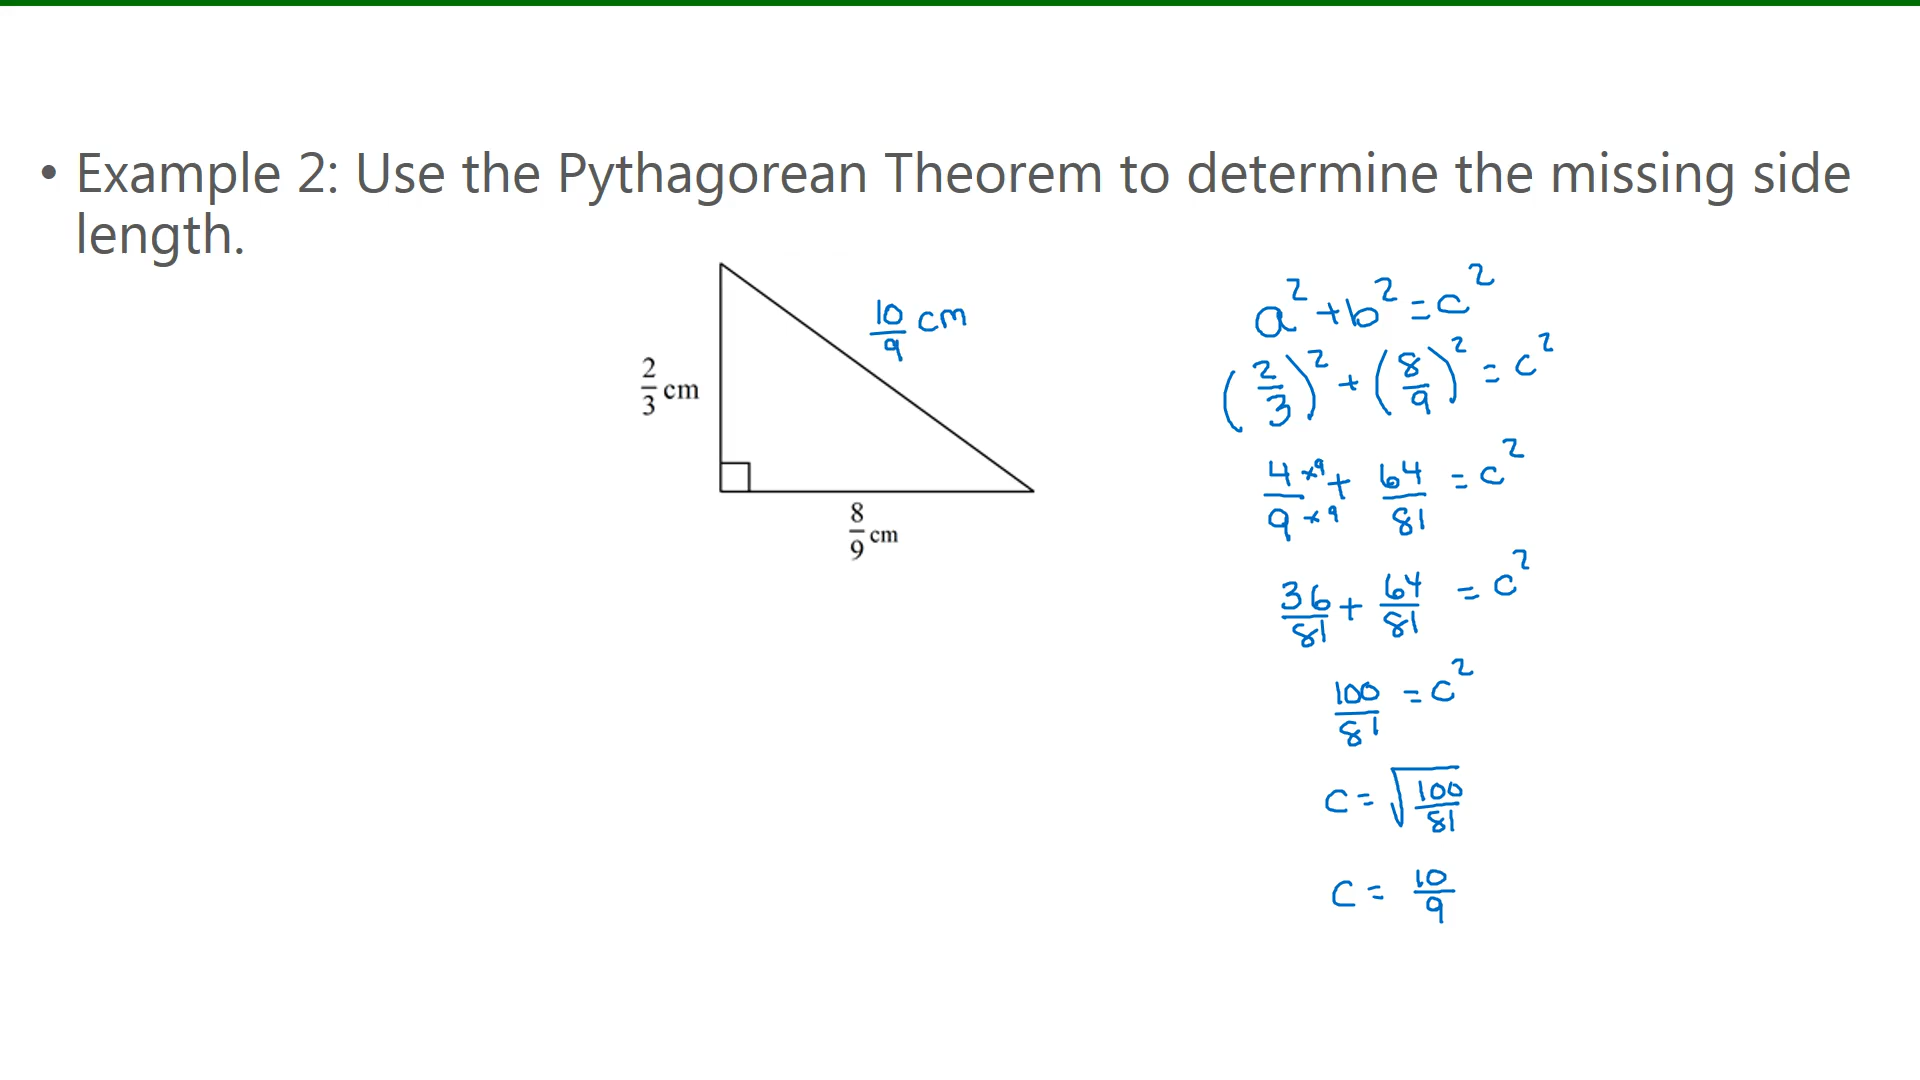 • Example 2: Use the Pythagorean Theorem to determine the missing side
length.
10/9 cm
2/3 cm
8/9 cm
a² + b² = c²
(2/3)² + (8/9)² = c²
4×9/9×9 + 64/81 = c²
36/81 + 64/81 = c²
100/81 = c²
c = √(100/81)
c = 10/9